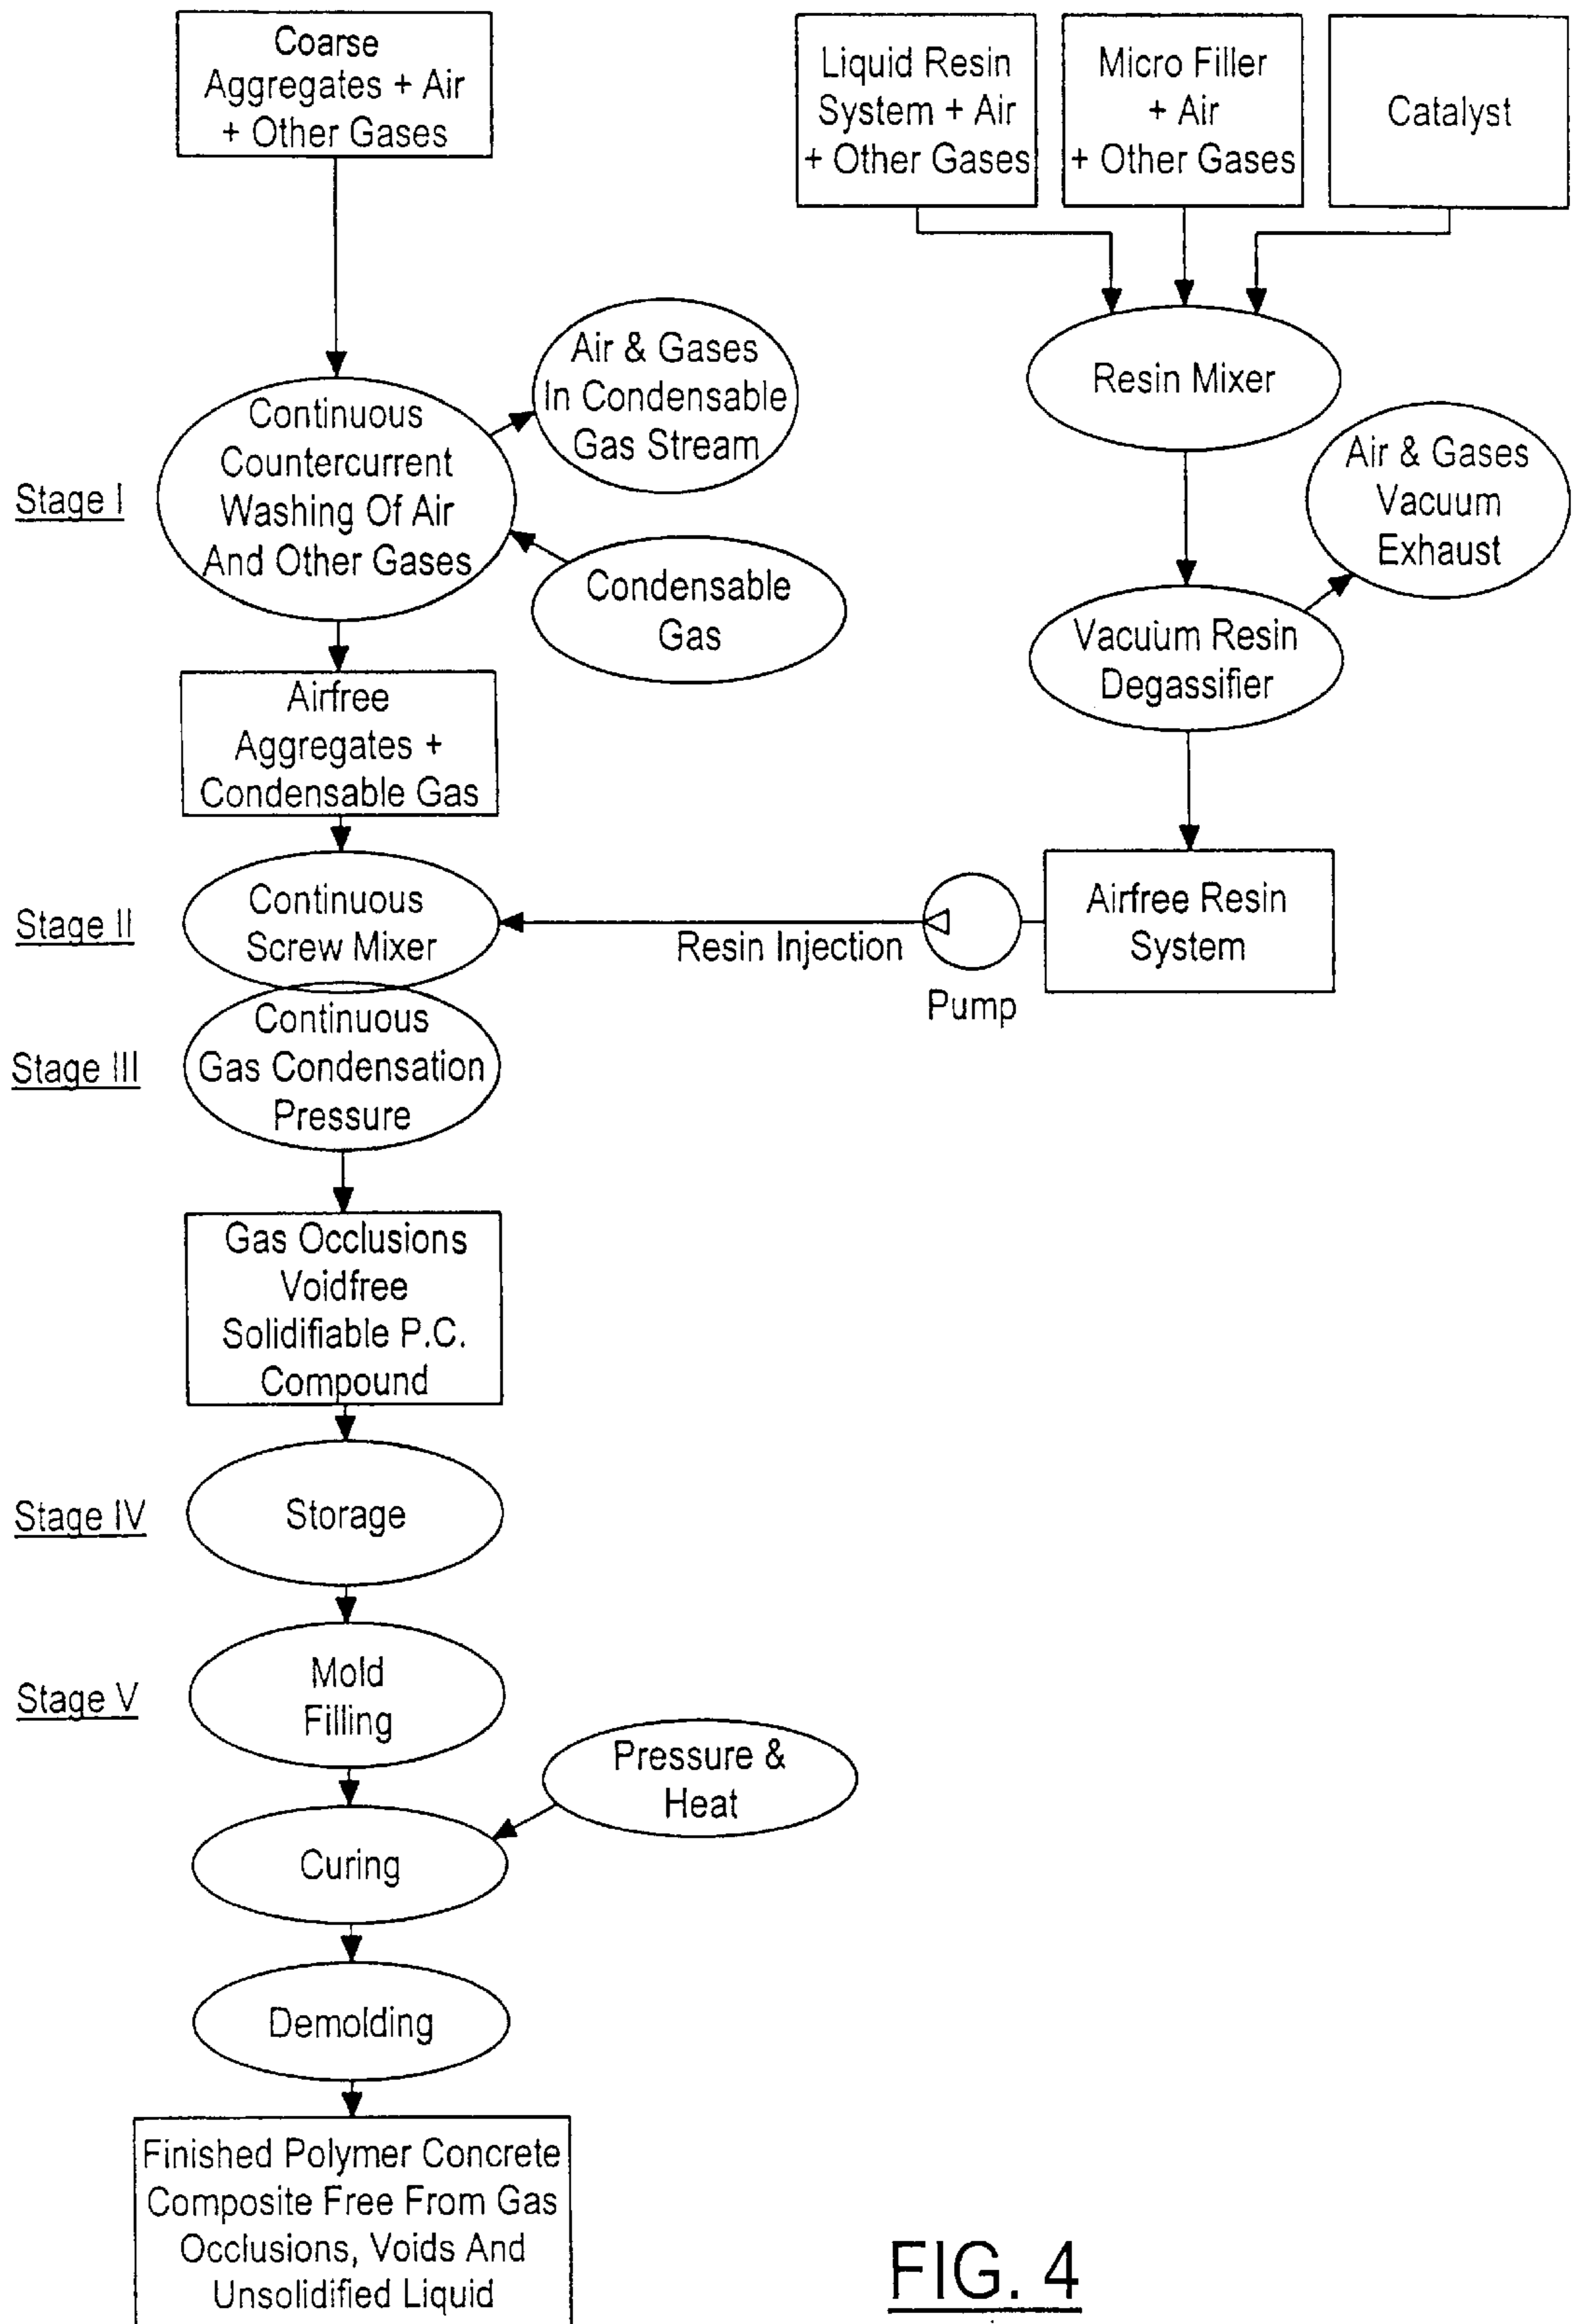 Coarse
Aggregates + Air
+ Other Gases
Liquid Resin
System + Air
+ Other Gases
Micro Filler
+ Air
+ Other Gases
Catalyst
Resin Mixer
Air & Gases
Vacuum
Exhaust
Vacuum Resin
Degassifier
Airfree Resin
System
Pump
Resin Injection
Stage I
Continuous
Countercurrent
Washing Of Air
And Other Gases
Air & Gases
In Condensable
Gas Stream
Condensable
Gas
Airfree
Aggregates +
Condensable Gas
Stage II
Continuous
Screw Mixer
Stage III
Continuous
Gas Condensation
Pressure
Gas Occlusions
Voidfree
Solidifiable P.C.
Compound
Stage IV
Storage
Stage V
Mold
Filling
Pressure &
Heat
Curing
Demolding
Finished Polymer Concrete
Composite Free From Gas
Occlusions, Voids And
Unsolidified Liquid
FIG. 4